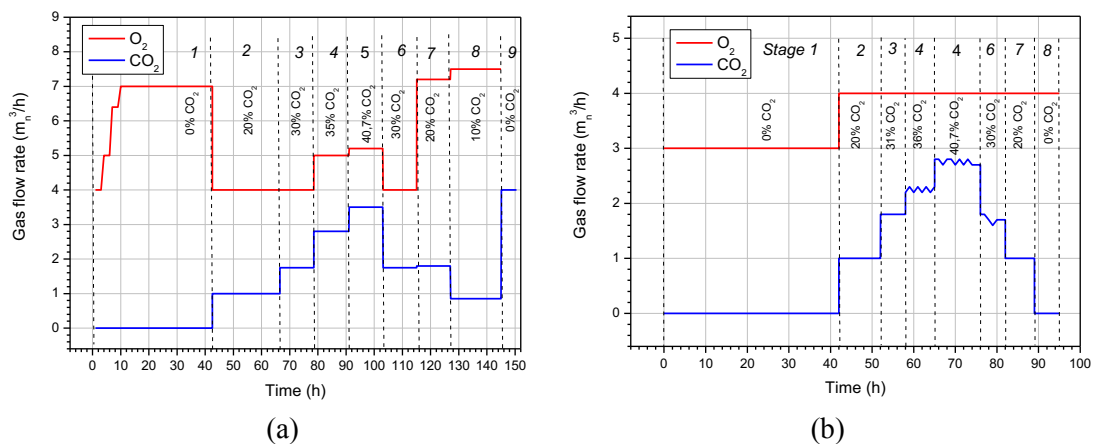 O2
CO2
1 2 3 4 5 6 7 8 9
0% CO2
20% CO2
30% CO2
35% CO2
40,7% CO2
30% CO2
20% CO2
10% CO2
0% CO2
Gas flow rate (mn3/h)
9
8
7
6
5
4
3
2
1
0
0 10 20 30 40 50 60 70 80 90 100 110 120 130 140 150
Time (h)
(a)
O2
CO2
Stage 1 2 3 4 4 6 7 8
0% CO2
20% CO2
31% CO2
36% CO2
40,7% CO2
30% CO2
20% CO2
0% CO2
Gas flow rate (mn3/h)
5
4
3
2
1
0
0 10 20 30 40 50 60 70 80 90 100
Time (h)
(b)